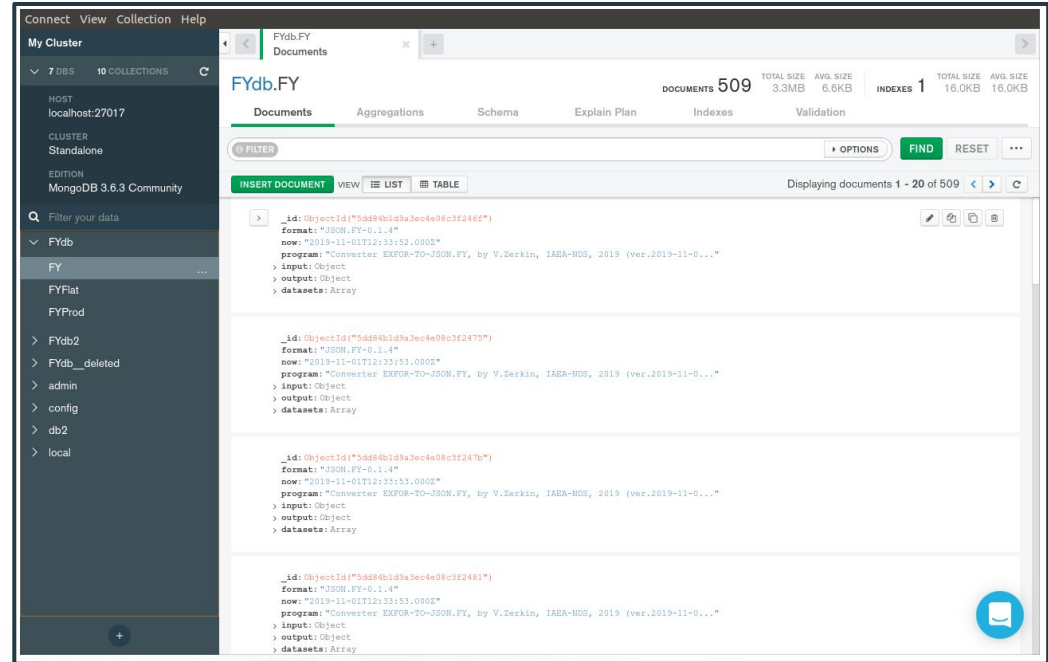 Connect View Collection Help
My Cluster
7 DBS 10 COLLECTIONS
HOST
localhost:27017
CLUSTER
Standalone
EDITION
MongoDB 3.6.3 Community
Filter your data
FYdb
FY ...
FYFlat
FYProd
FYdb2
FYdb__deleted
admin
config
db2
local
+
FYdb.FY
Documents
+
FYdb.FY
DOCUMENTS 509 TOTAL SIZE 3.3MB AVG. SIZE 6.6KB INDEXES 1 TOTAL SIZE 16.0KB AVG. SIZE 16.0KB
Documents Aggregations Schema Explain Plan Indexes Validation
FILTER OPTIONS FIND RESET ...
INSERT DOCUMENT VIEW LIST TABLE Displaying documents 1 - 20 of 509
_id: ObjectId("5dd84b1d9a3ec4e08c3f246f")
format: "JSON.FY-0.1.4"
now: "2019-11-01T12:33:52.000Z"
program: "Converter EXFOR-TO-JSON.FY, by V.Zerkin, IAEA-NDS, 2019 (ver.2019-11-0..."
input: Object
output: Object
datasets: Array
_id: ObjectId("5dd84b1d9a3ec4e08c3f2475")
format: "JSON.FY-0.1.4"
now: "2019-11-01T12:33:53.000Z"
program: "Converter EXFOR-TO-JSON.FY, by V.Zerkin, IAEA-NDS, 2019 (ver.2019-11-0..."
input: Object
output: Object
datasets: Array
_id: ObjectId("5dd84b1d9a3ec4e08c3f247b")
format: "JSON.FY-0.1.4"
now: "2019-11-01T12:33:53.000Z"
program: "Converter EXFOR-TO-JSON.FY, by V.Zerkin, IAEA-NDS, 2019 (ver.2019-11-0..."
input: Object
output: Object
datasets: Array
_id: ObjectId("5dd84b1d9a3ec4e08c3f2481")
format: "JSON.FY-0.1.4"
now: "2019-11-01T12:33:53.000Z"
program: "Converter EXFOR-TO-JSON.FY, by V.Zerkin, IAEA-NDS, 2019 (ver.2019-11-0..."
input: Object
output: Object
datasets: Array